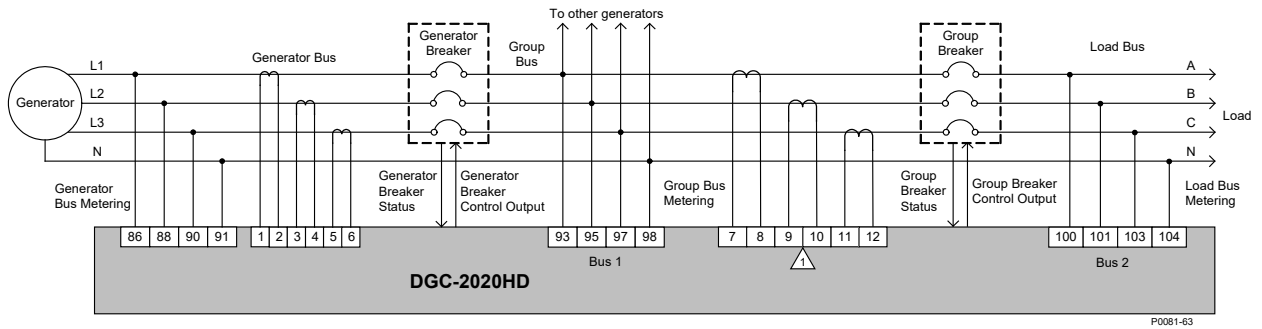 To other generators
Generator
Breaker
Group
Breaker
Generator Bus
Group
Bus
Load Bus
L1
A
Generator
L2
B
L3
C
Load
N
N
Generator
Bus Metering
Generator
Breaker
Status
Generator
Breaker
Control Output
Group Bus
Metering
Group
Breaker
Status
Group Breaker
Control Output
Load Bus
Metering
86 88 90 91 1 2 3 4 5 6 93 95 97 98 7 8 9 10 11 12 100 101 103 104
Bus 1
1
Bus 2
DGC-2020HD
P0081-63